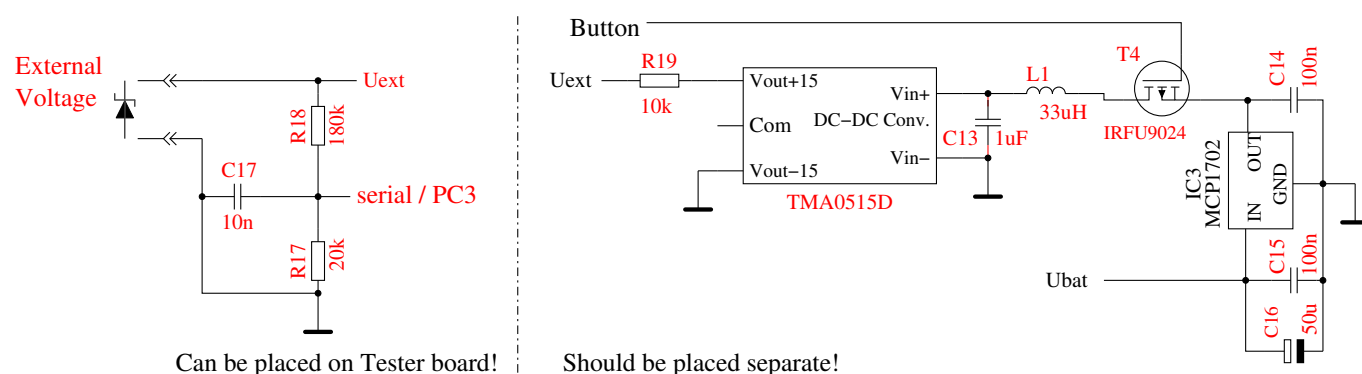 External
Voltage
Uext
R18
180k
C17
10n
serial / PC3
R17
20k
Can be placed on Tester board!
Button
Uext
R19
10k
Vout+15
Com
Vout−15
Vin+
DC−DC Conv.
Vin−
TMA0515D
C13
1uF
L1
33uH
T4
IRFU9024
C14
100n
OUT
GND
IN
IC3
MCP1702
Ubat
C15
100n
C16
50u
Should be placed separate!